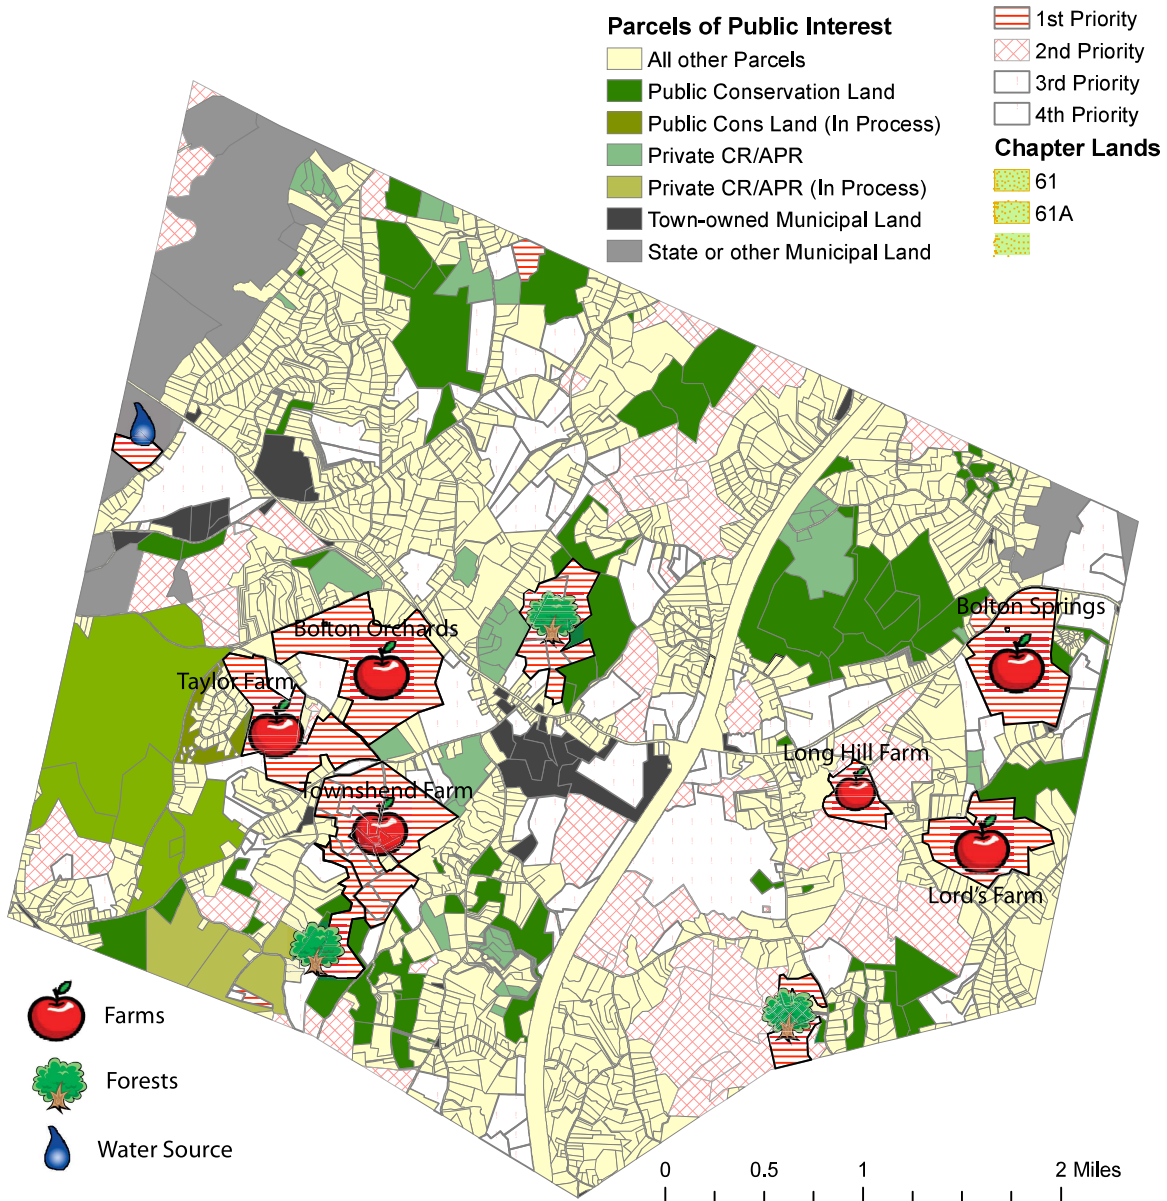 Parcels of Public Interest
All other Parcels
Public Conservation Land
Public Cons Land (In Process)
Private CR/APR
Private CR/APR (In Process)
Town-owned Municipal Land
State or other Municipal Land
1st Priority
2nd Priority
3rd Priority
4th Priority
Chapter Lands
61
61A
Bolton Springs
Bolton Orchards
Taylor Farm
Long Hill Farm
Townshend Farm
Lord's Farm
Farms
Forests
Water Source
0 0.5 1 2 Miles